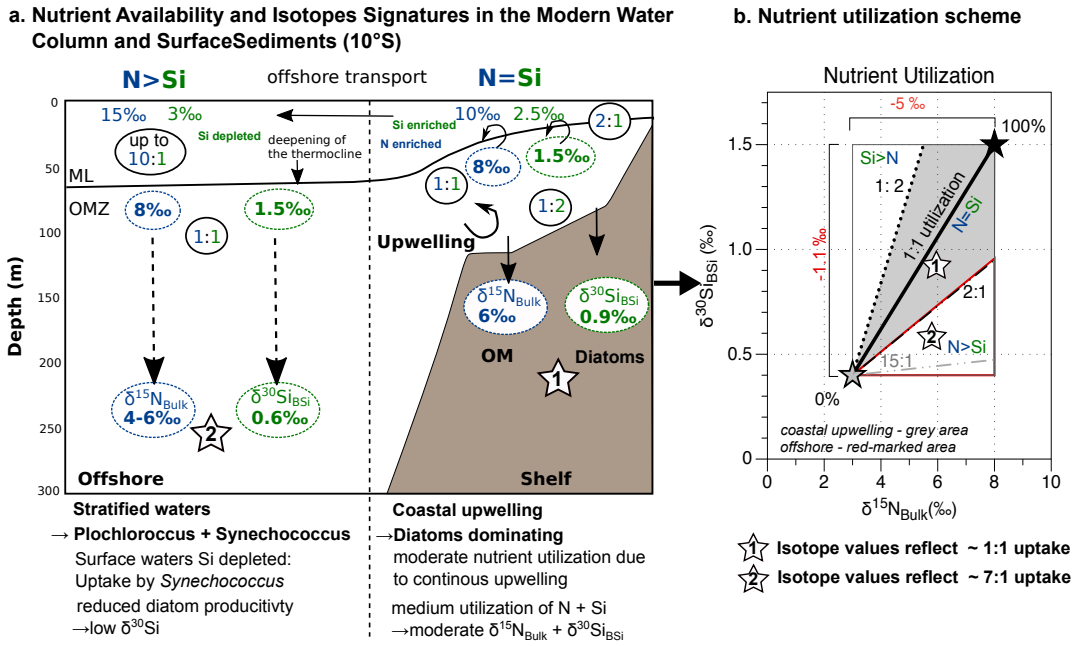 a. Nutrient Availability and Isotopes Signatures in the Modern Water
Column and SurfaceSediments (10°S)
N>Si
offshore transport
N=Si
0
50
100
150
200
250
300
Depth (m)
15‰
3‰
up to
10:1
Si depleted
deepening of
the thermocline
ML
OMZ
8‰
1.5‰
1:1
δ¹⁵N_Bulk
4-6‰
δ³⁰Si_BSi
0.6‰
2
Offshore
10‰
2.5‰
2:1
Si enriched
N enriched
8‰
1.5‰
1:1
1:2
Upwelling
δ¹⁵N_Bulk
6‰
δ³⁰Si_BSi
0.9‰
OM
Diatoms
1
Shelf
Stratified waters
→ Plochloroccus + Synechococcus
Surface waters Si depleted:
Uptake by Synechococcus
reduced diatom producitivty
→low δ³⁰Si
Coastal upwelling
→Diatoms dominating
moderate nutrient utilization due
to continous upwelling
medium utilization of N + Si
→moderate δ¹⁵N_Bulk + δ³⁰Si_BSi
b. Nutrient utilization scheme
Nutrient Utilization
-5 ‰
100%
Si>N
1: 2
1:1 utilization
N=Si
-1.1 ‰
1
2:1
2
N>Si
15:1
0%
coastal upwelling - grey area
offshore - red-marked area
1.5
1.0
0.5
0
δ³⁰Si_BSi (‰)
0
2
4
6
8
10
δ¹⁵N_Bulk(‰)
1 Isotope values reflect ~ 1:1 uptake
2 Isotope values reflect ~ 7:1 uptake